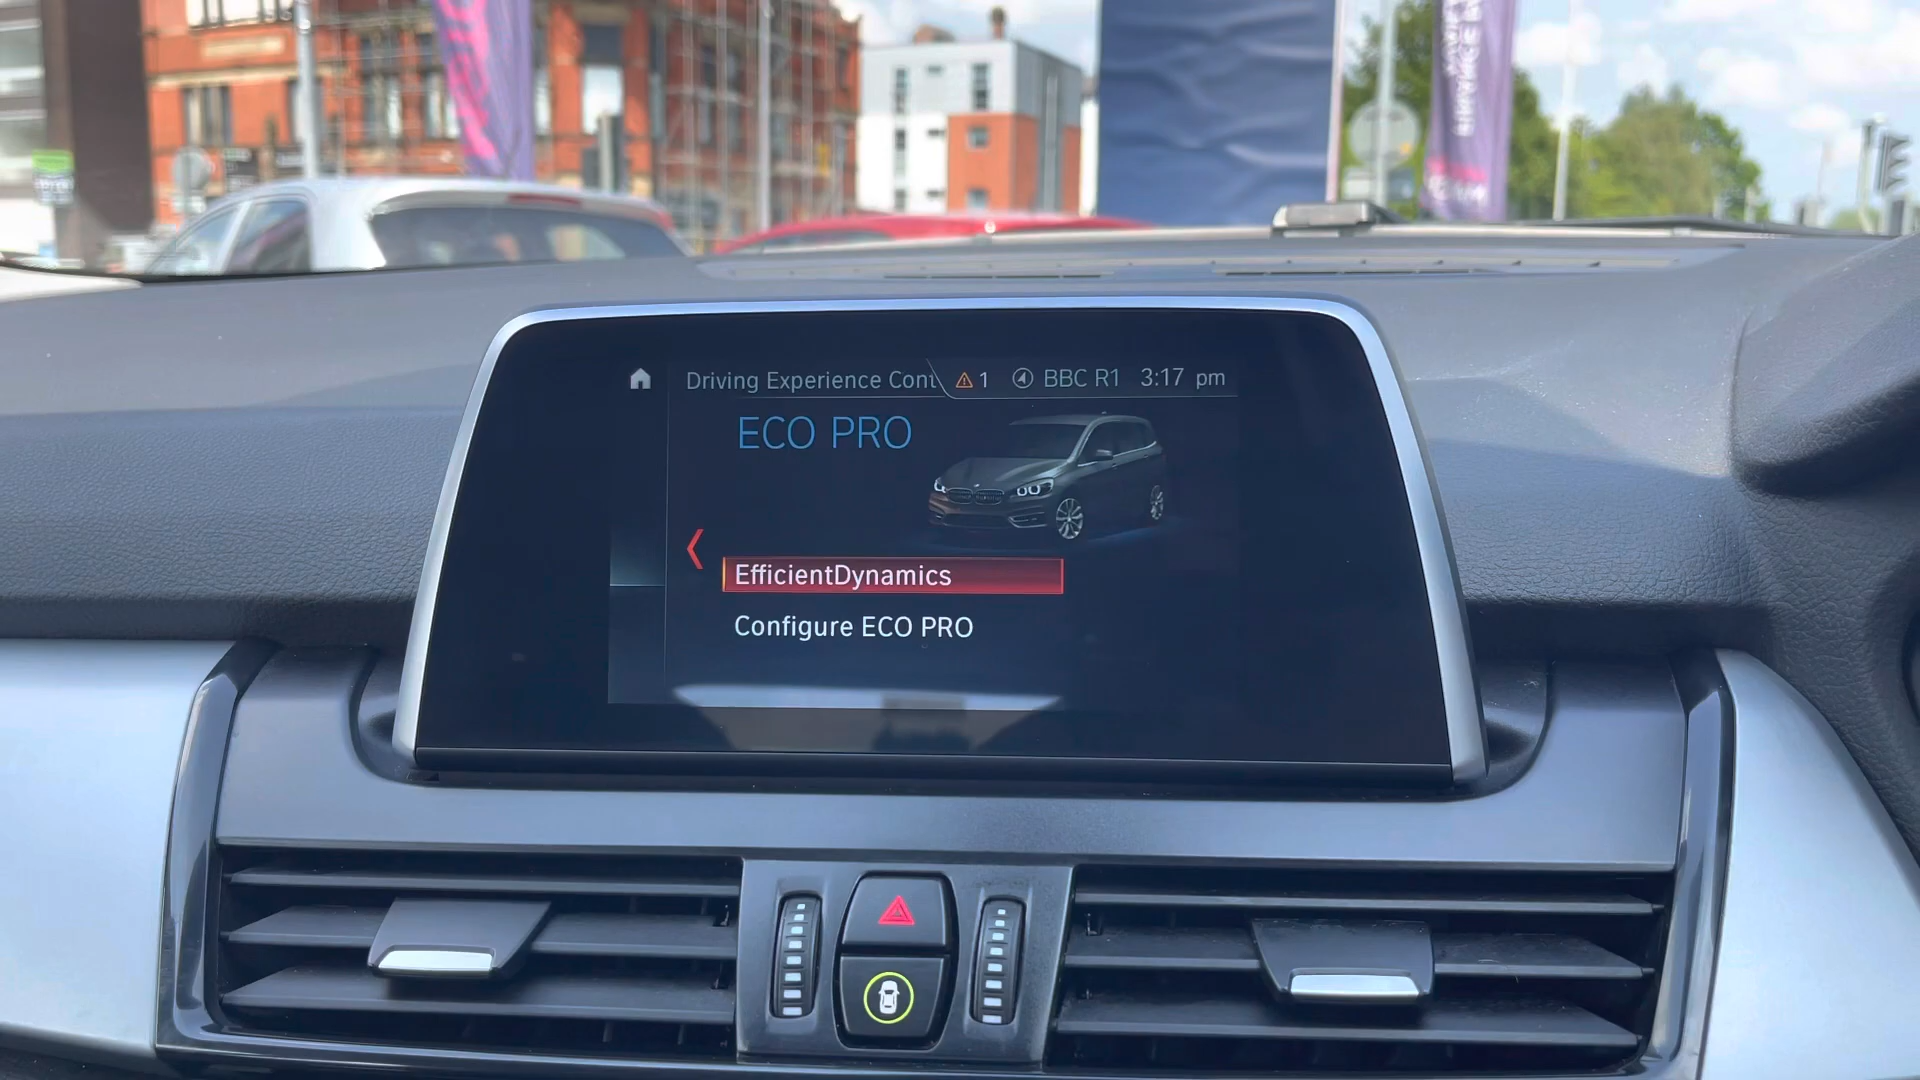 Driving Experience Cont
1
BBC R1
3:17 pm
ECO PRO
EfficientDynamics
Configure ECO PRO